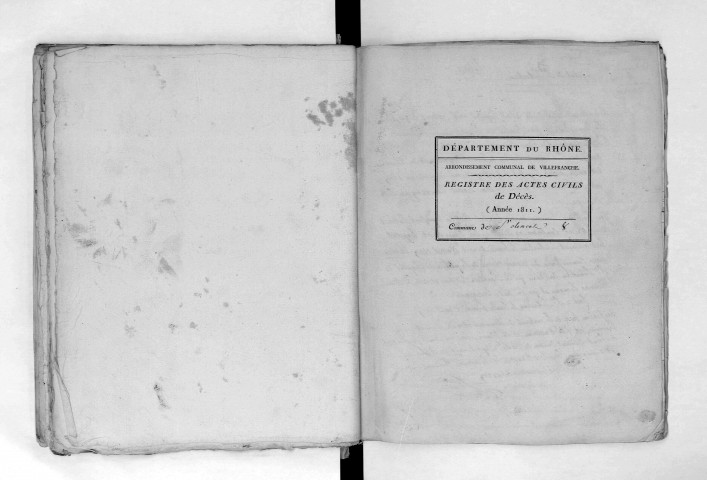 DÉPARTEMENT DU RHÔNE.
ARRONDISSEMENT COMMUNAL DE VILLEFRANCHE.
REGISTRE DES ACTES CIVILS
de Décès.
( Année 1811. )
Commune de